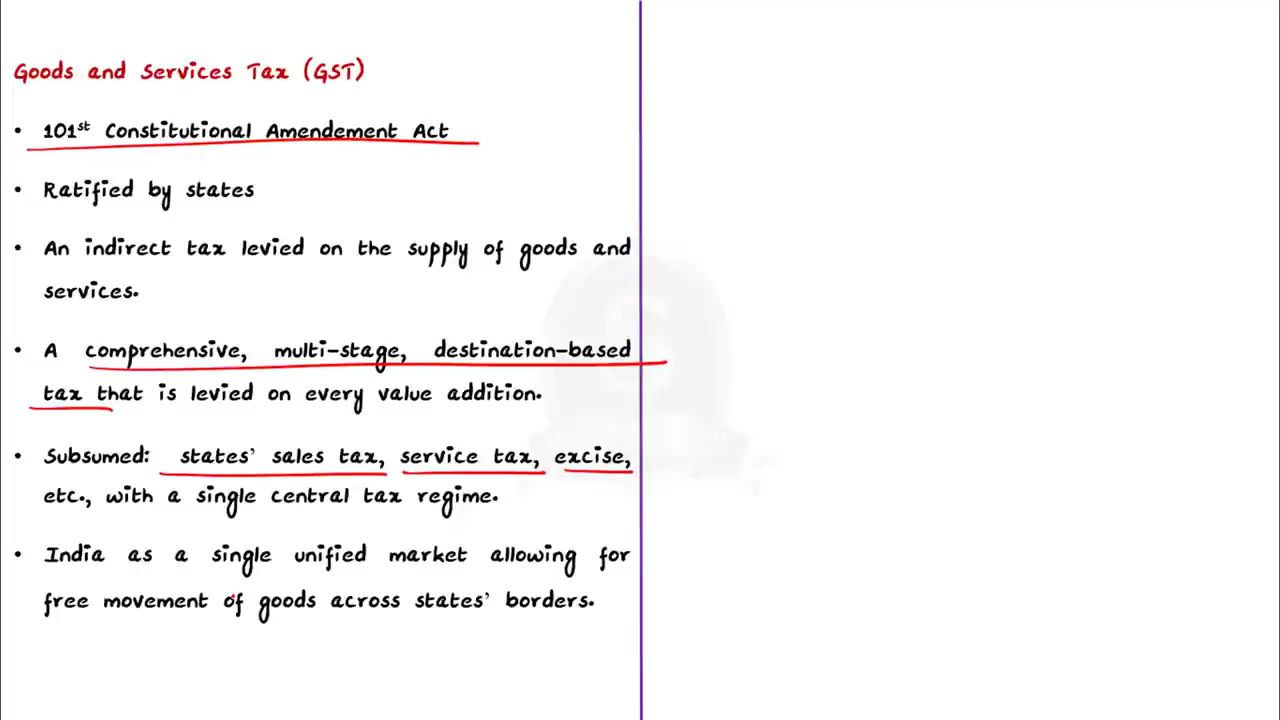 Goods and Services Tax (GST)
• 101st Constitutional Amendement Act
• Ratified by states
• An indirect tax levied on the supply of goods and
services.
• A comprehensive, multi-stage, destination-based
tax that is levied on every value addition.
• Subsumed: states' sales tax, service tax, excise,
etc., with a single central tax regime.
• India as a single unified market allowing for
free movement of goods across states' borders.